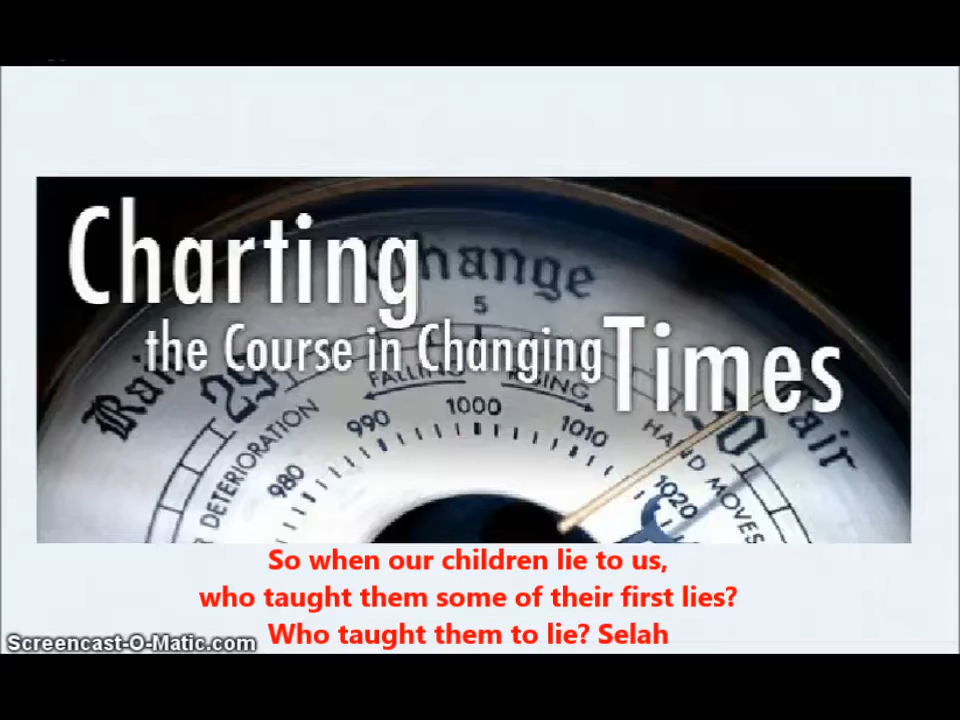 Charting
Change
5
the Course in Changing
Times
Rain
29
FALLING
RISING
Fair
1000
990
1010
30
HAND MOVES
DETERIORATION
980
1020
So when our children lie to us,
who taught them some of their first lies?
Who taught them to lie? Selah
Screencast-O-Matic.com